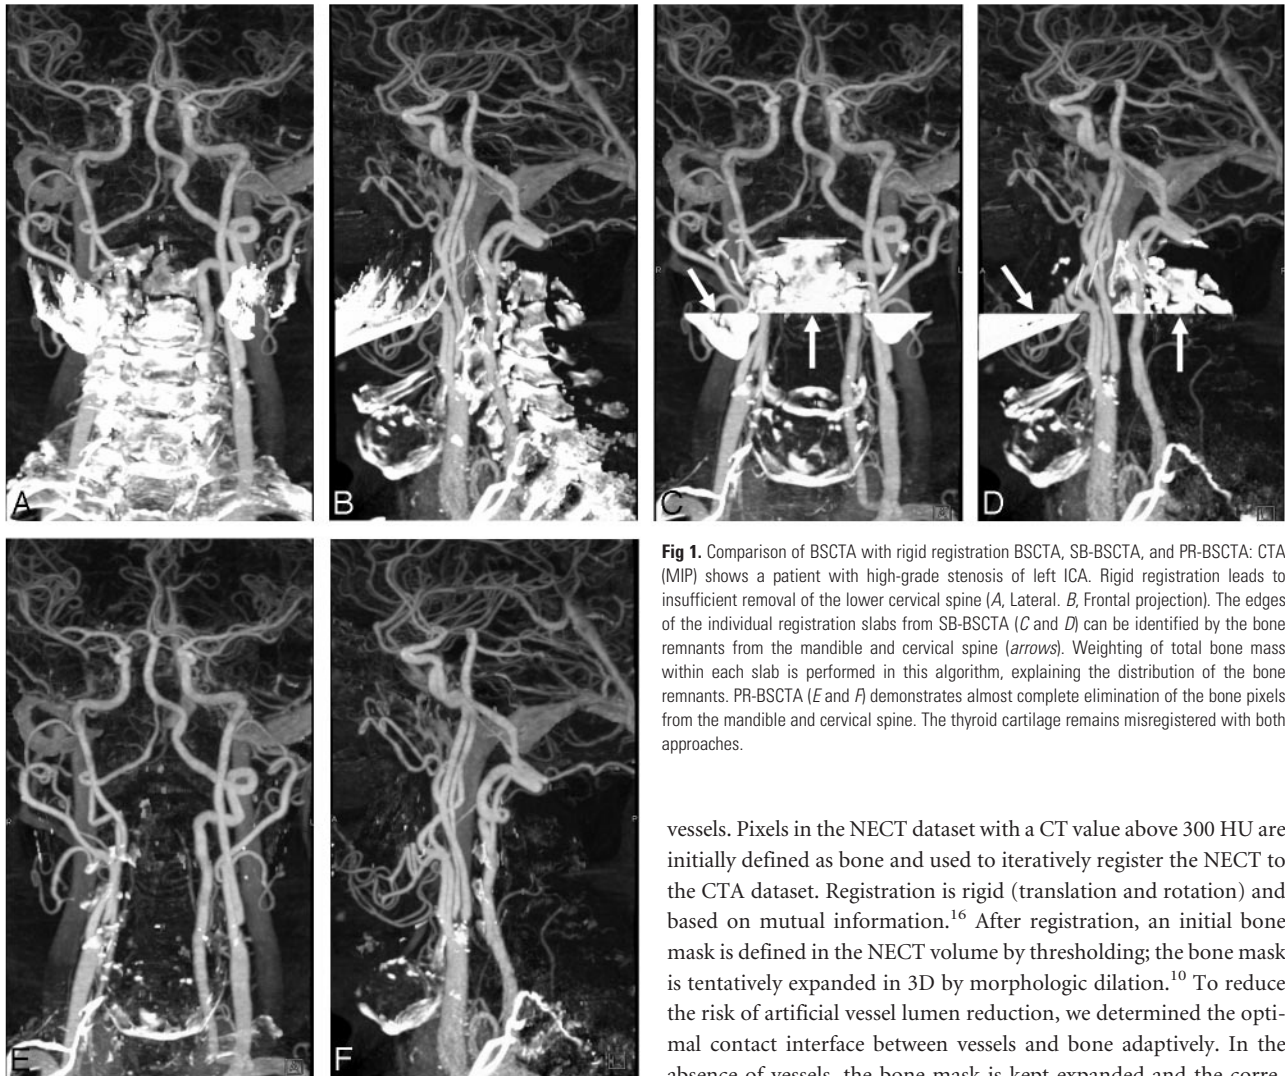 A
B
C
D
R
L
A
P
E
F
R
L
A
P
Fig 1. Comparison of BSCTA with rigid registration BSCTA, SB-BSCTA, and PR-BSCTA: CTA
(MIP) shows a patient with high-grade stenosis of left ICA. Rigid registration leads to
insufficient removal of the lower cervical spine (A, Lateral. B, Frontal projection). The edges
of the individual registration slabs from SB-BSCTA (C and D) can be identified by the bone
remnants from the mandible and cervical spine (arrows). Weighting of total bone mass
within each slab is performed in this algorithm, explaining the distribution of the bone
remnants. PR-BSCTA (E and F) demonstrates almost complete elimination of the bone pixels
from the mandible and cervical spine. The thyroid cartilage remains misregistered with both
approaches.
vessels. Pixels in the NECT dataset with a CT value above 300 HU are
initially defined as bone and used to iteratively register the NECT to
the CTA dataset. Registration is rigid (translation and rotation) and
based on mutual information.16 After registration, an initial bone
mask is defined in the NECT volume by thresholding; the bone mask
is tentatively expanded in 3D by morphologic dilation.10 To reduce
the risk of artificial vessel lumen reduction, we determined the opti-
mal contact interface between vessels and bone adaptively. In the
absence of vessels, the bone mask is kept expanded and the corre-